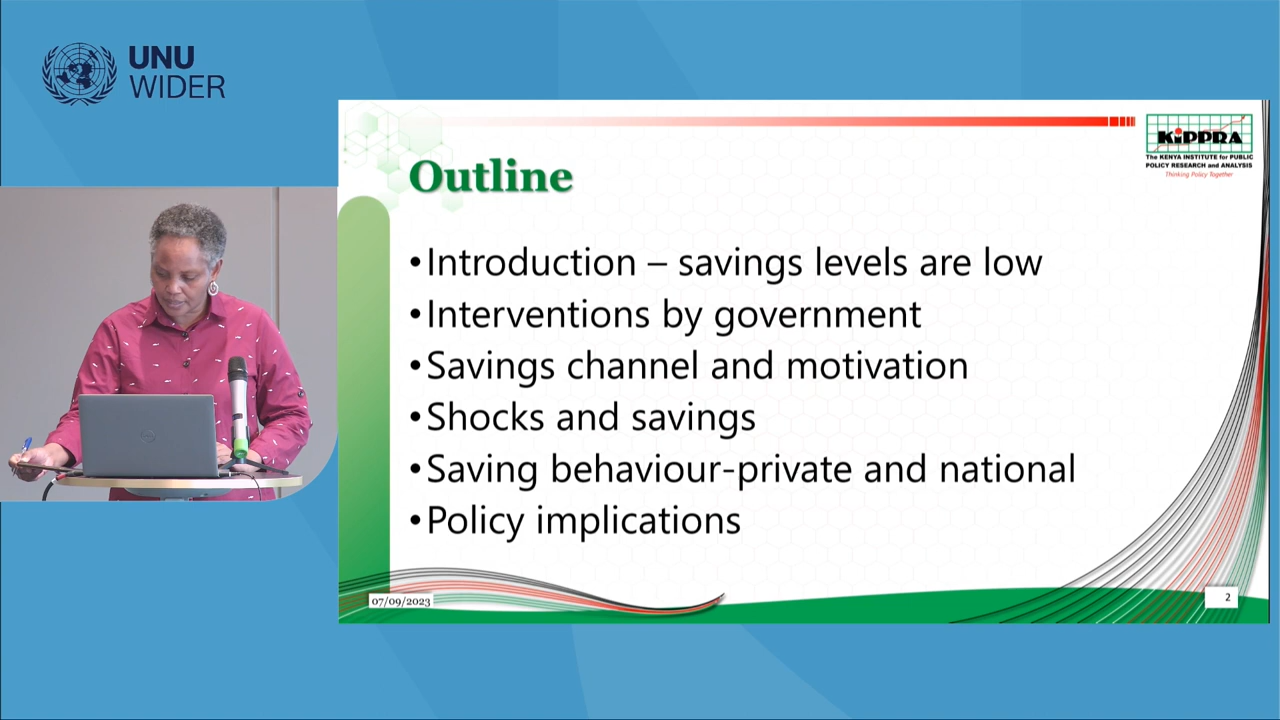 UNU
WIDER
KIPPRA
The KENYA INSTITUTE for PUBLIC
POLICY RESEARCH and ANALYSIS
Thinking Policy Together
Outline
•Introduction – savings levels are low
•Interventions by government
•Savings channel and motivation
•Shocks and savings
•Saving behaviour-private and national
•Policy implications
07/09/2023
2